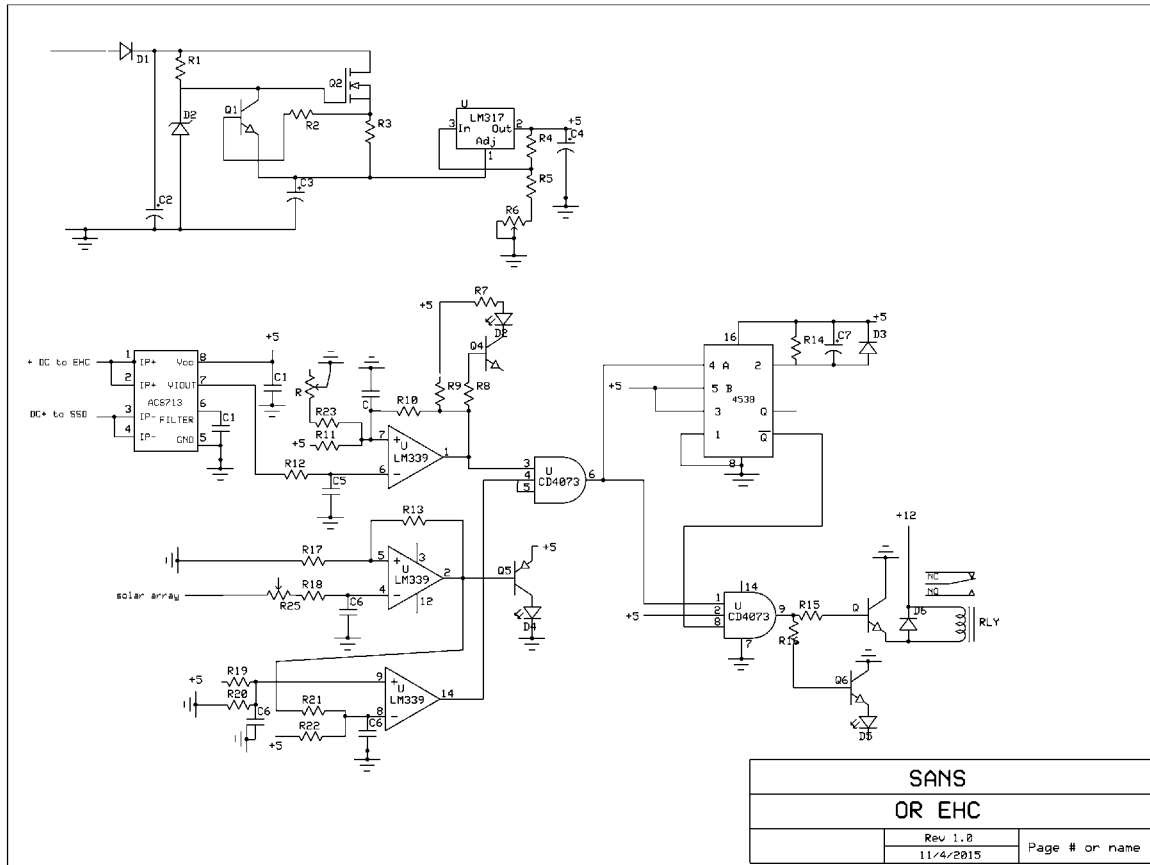 D1
R1
Q2
U
LM317
In Out
Adj
3
2
1
+5
C4
D2
Q1
R2
R3
R4
R5
C2
C3
R6
R7
+5
D2
Q4
+5
16
R14
C7
+5
D3
+ DC to EHC
1
IP+
Vcc
8
2
IP+
VIOUT
7
ACS713
C1
DC+ to SSD
3
IP-
FILTER
6
4
IP-
GND
5
C1
R
R23
C
R9
R8
R10
+5
R11
7
+
U
LM339
1
6
-
R12
C5
4 A
2
+5
5 B
4538
3
Q
1
Q
8
3
4
5
U
CD4073
6
R13
R17
5
+
3
U
LM339
2
4
-
12
solar array
R25
R18
C6
Q5
+5
D4
+12
NC
NO
14
1
2
8
U
CD4073
9
7
+5
R15
R16
Q
D6
RLY
Q6
D5
R19
+5
R20
C6
9
+
U
LM339
14
8
-
R21
R22
+5
C6
SANS
OR EHC
Rev 1.0
11/4/2015
Page # or name